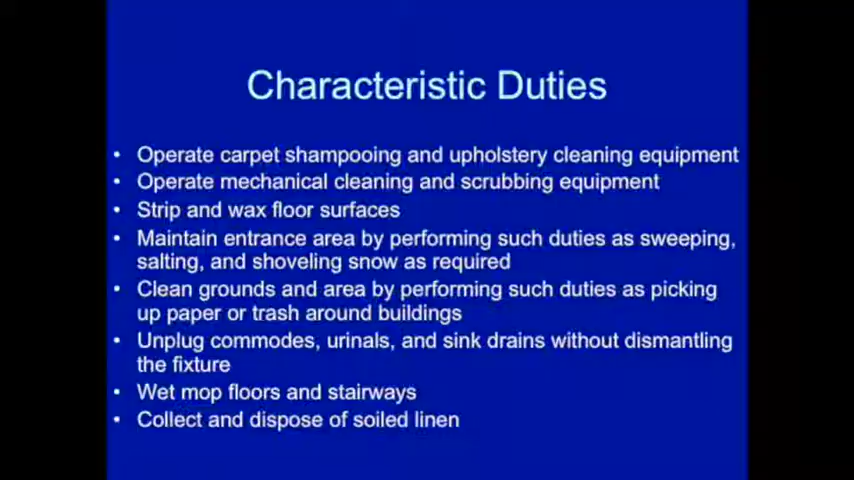 Characteristic Duties
• Operate carpet shampooing and upholstery cleaning equipment
• Operate mechanical cleaning and scrubbing equipment
• Strip and wax floor surfaces
• Maintain entrance area by performing such duties as sweeping,
salting, and shoveling snow as required
• Clean grounds and area by performing such duties as picking
up paper or trash around buildings
• Unplug commodes, urinals, and sink drains without dismantling
the fixture
• Wet mop floors and stairways
• Collect and dispose of soiled linen